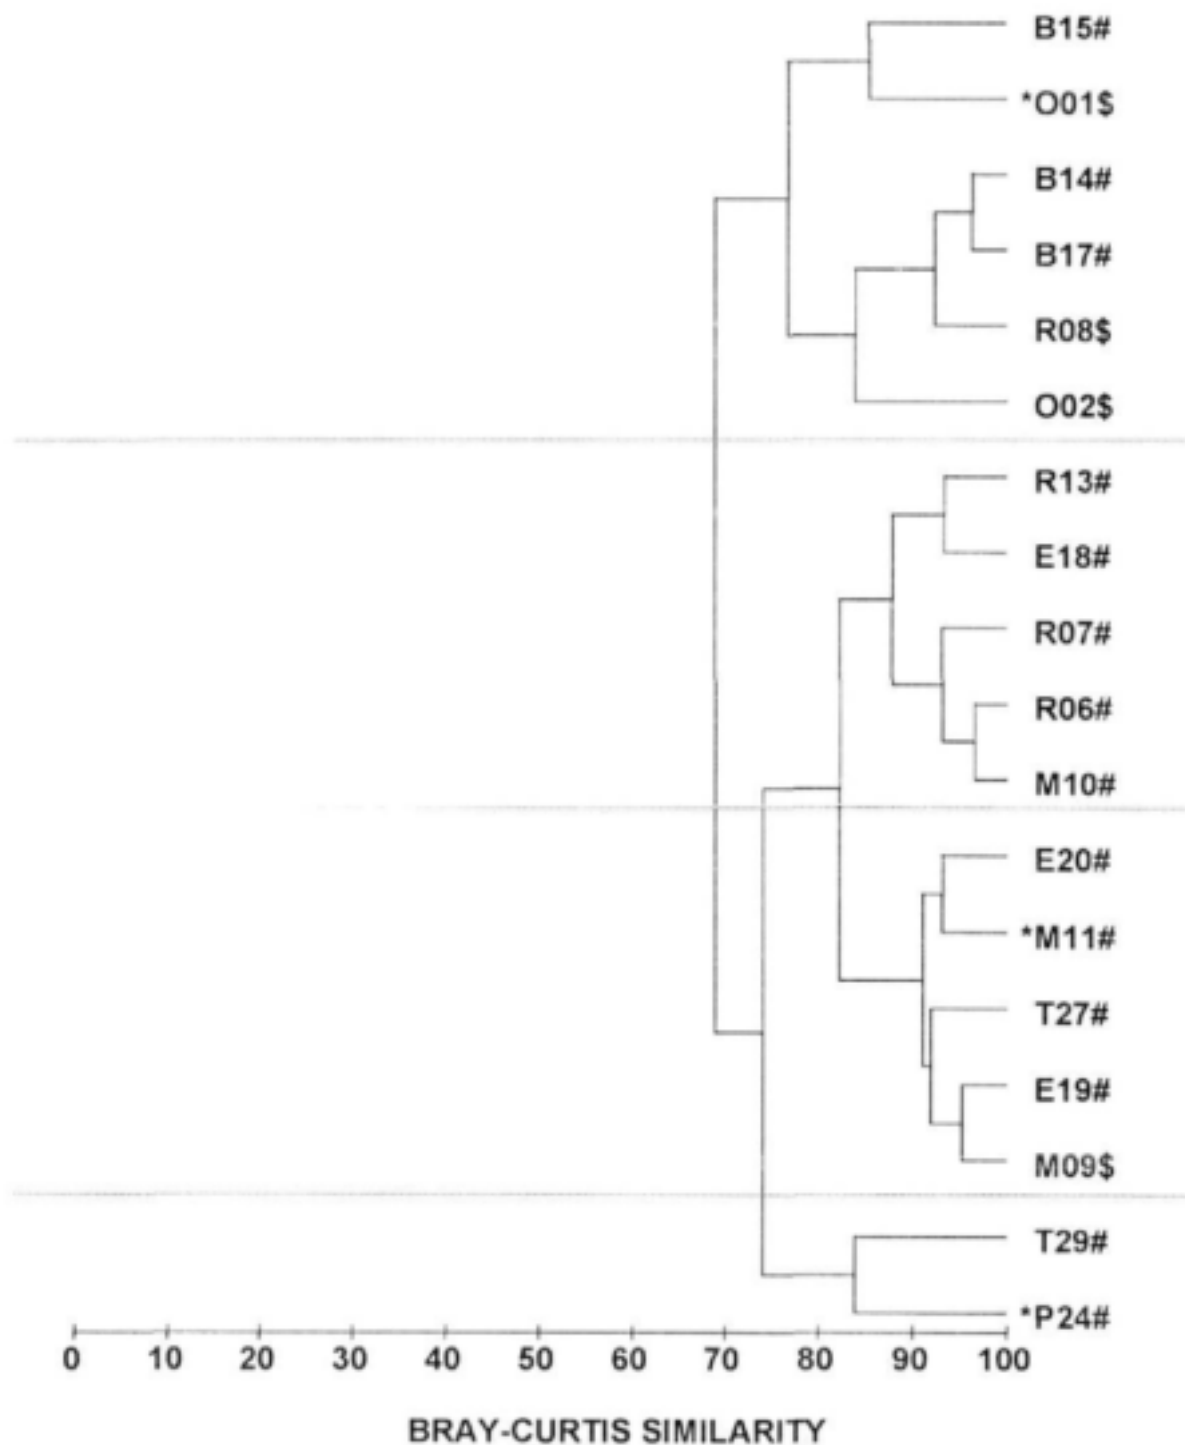 B15#
*O01$
B14#
B17#
R08$
O02$
R13#
E18#
R07#
R06#
M10#
E20#
*M11#
T27#
E19#
M09$
T29#
*P24#
0 10 20 30 40 50 60 70 80 90 100
BRAY-CURTIS SIMILARITY